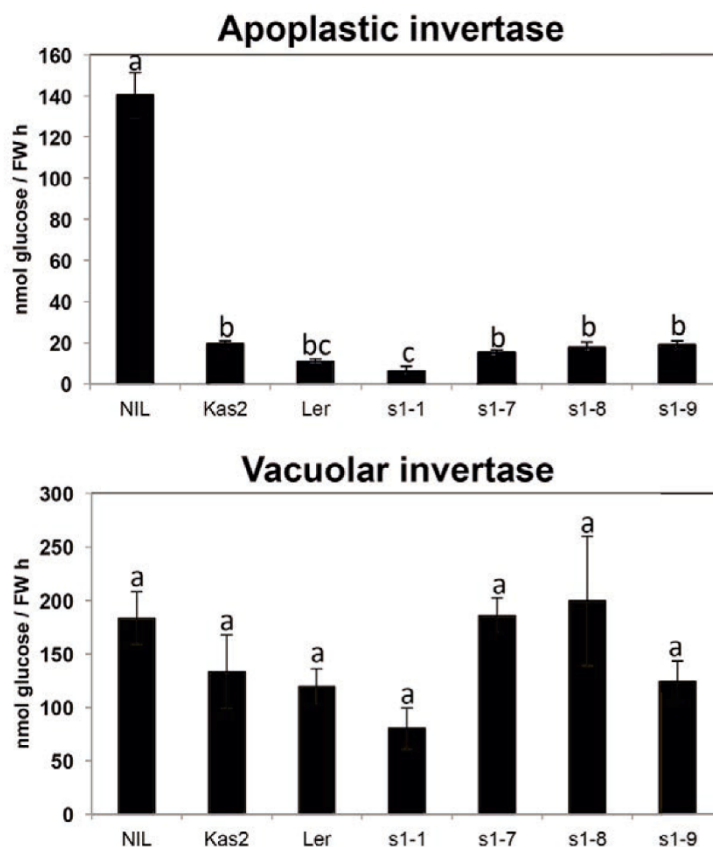 Apoplastic invertase
nmol glucose / FW h
160
140
120
100
80
60
40
20
0
a
b
bc
c
b
b
b
NIL Kas2 Ler s1-1 s1-7 s1-8 s1-9
Vacuolar invertase
nmol glucose / FW h
300
250
200
150
100
50
0
a
a
a
a
a
a
a
NIL Kas2 Ler s1-1 s1-7 s1-8 s1-9